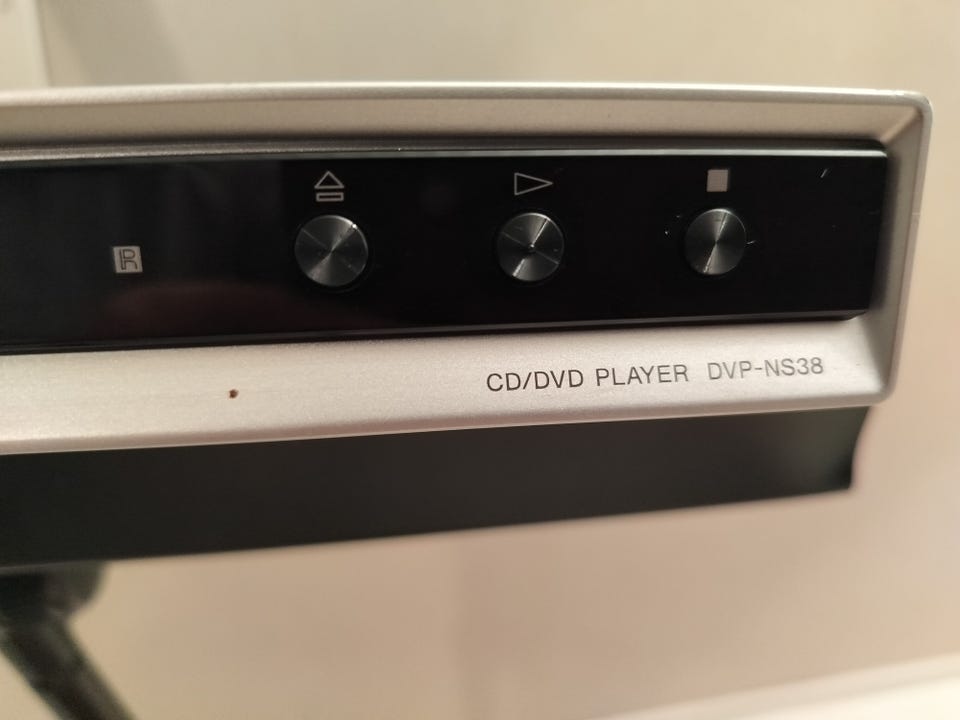 CD/DVD PLAYER DVP-NS38